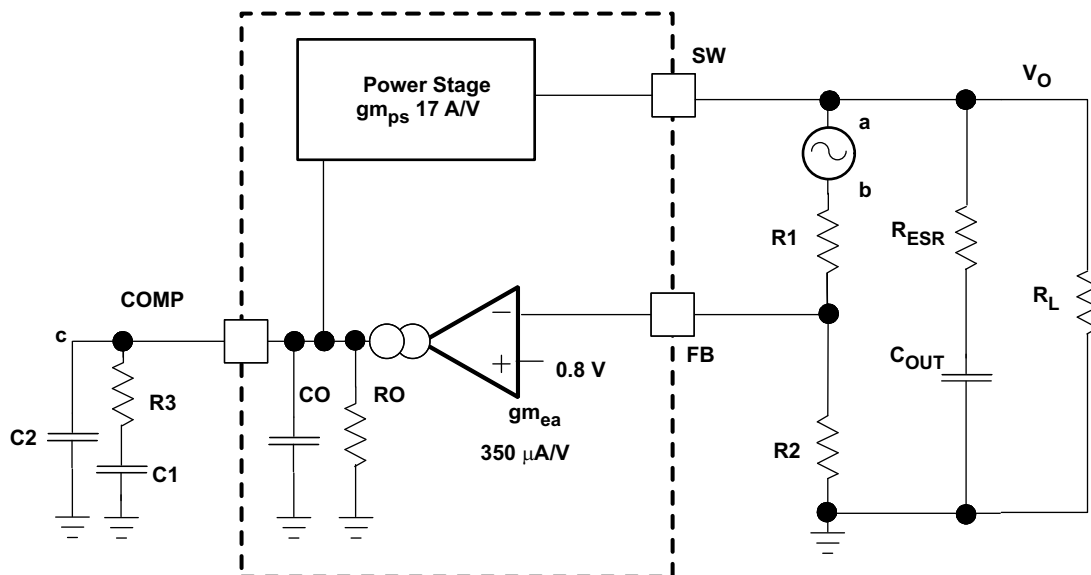 Power Stage
gm_ps 17 A/V
SW
V_O
a
b
R1
R_ESR
R_L
COMP
c
R3
C2
C1
CO
RO
−
+
0.8 V
gm_ea
350 μA/V
FB
C_OUT
R2